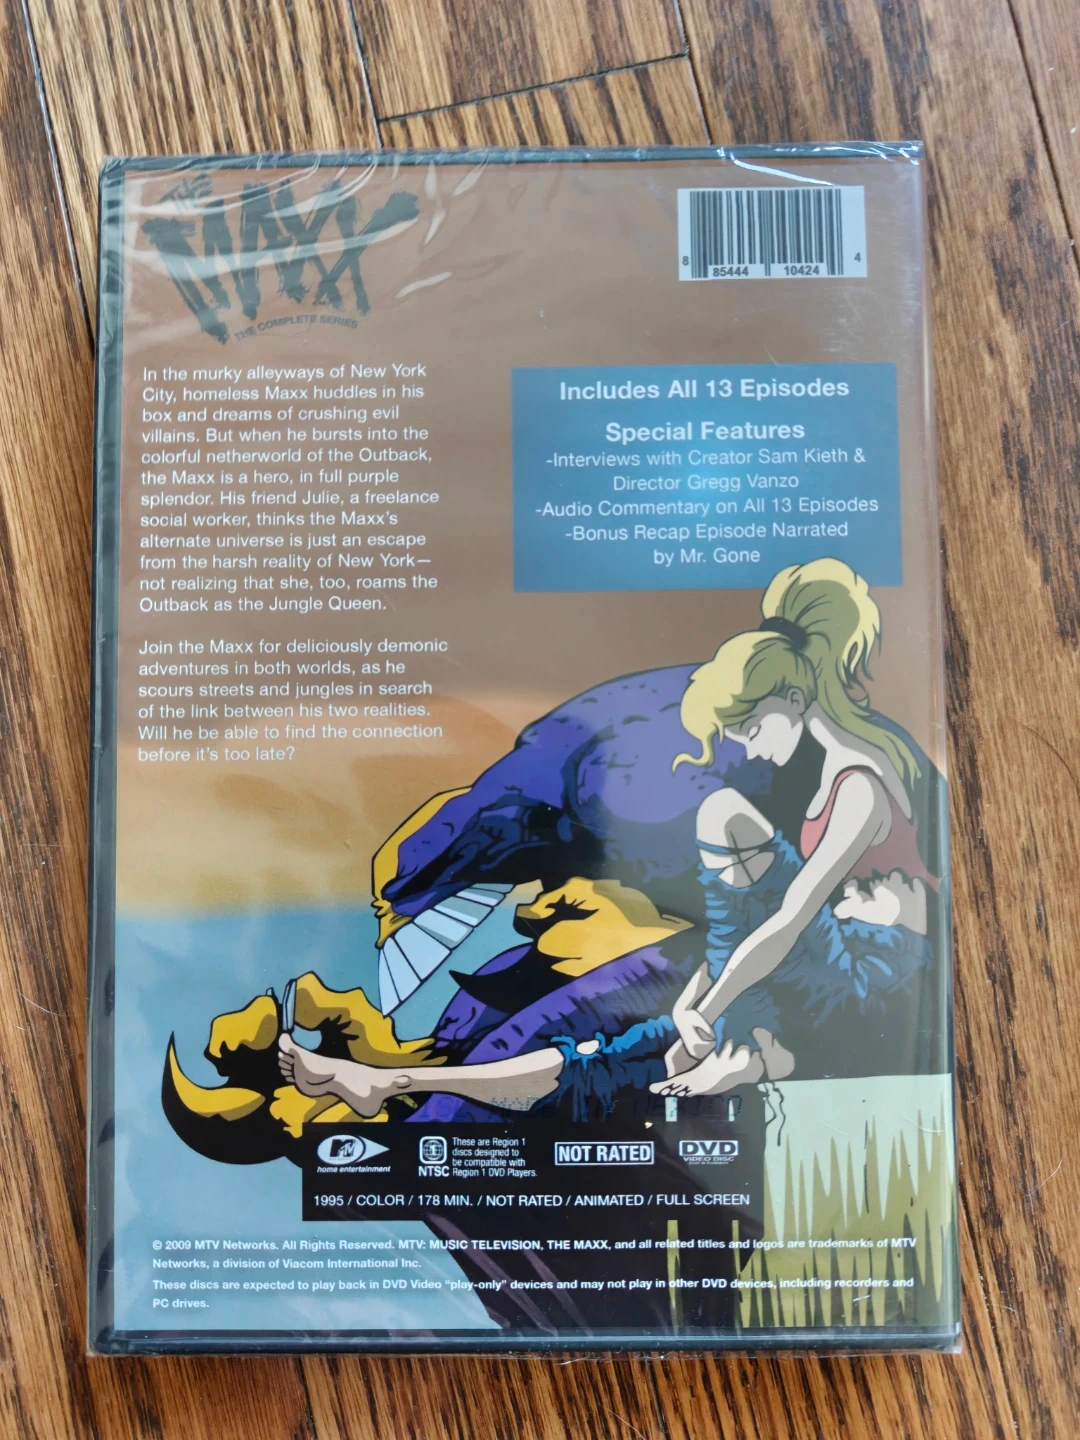 THE
MAXX
THE COMPLETE SERIES
8 85444 10424 4
In the murky alleyways of New York
City, homeless Maxx huddles in his
box and dreams of crushing evil
villains. But when he bursts into the
colorful netherworld of the Outback,
the Maxx is a hero, in full purple
splendor. His friend Julie, a freelance
social worker, thinks the Maxx's
alternate universe is just an escape
from the harsh reality of New York—
not realizing that she, too, roams the
Outback as the Jungle Queen.
Join the Maxx for deliciously demonic
adventures in both worlds, as he
scours streets and jungles in search
of the link between his two realities.
Will he be able to find the connection
before it's too late?
Includes All 13 Episodes
Special Features
-Interviews with Creator Sam Kieth &
Director Gregg Vanzo
-Audio Commentary on All 13 Episodes
-Bonus Recap Episode Narrated
by Mr. Gone
MTV
home entertainment
NTSC
These are Region 1
discs designed to
be compatible with
Region 1 DVD Players.
NOT RATED
DVD
VIDEO DISC
1995 / COLOR / 178 MIN. / NOT RATED / ANIMATED / FULL SCREEN
© 2009 MTV Networks. All Rights Reserved. MTV: MUSIC TELEVISION, THE MAXX, and all related titles and logos are trademarks of MTV
Networks, a division of Viacom International Inc.
These discs are expected to play back in DVD Video "play-only" devices and may not play in other DVD devices, including recorders and
PC drives.